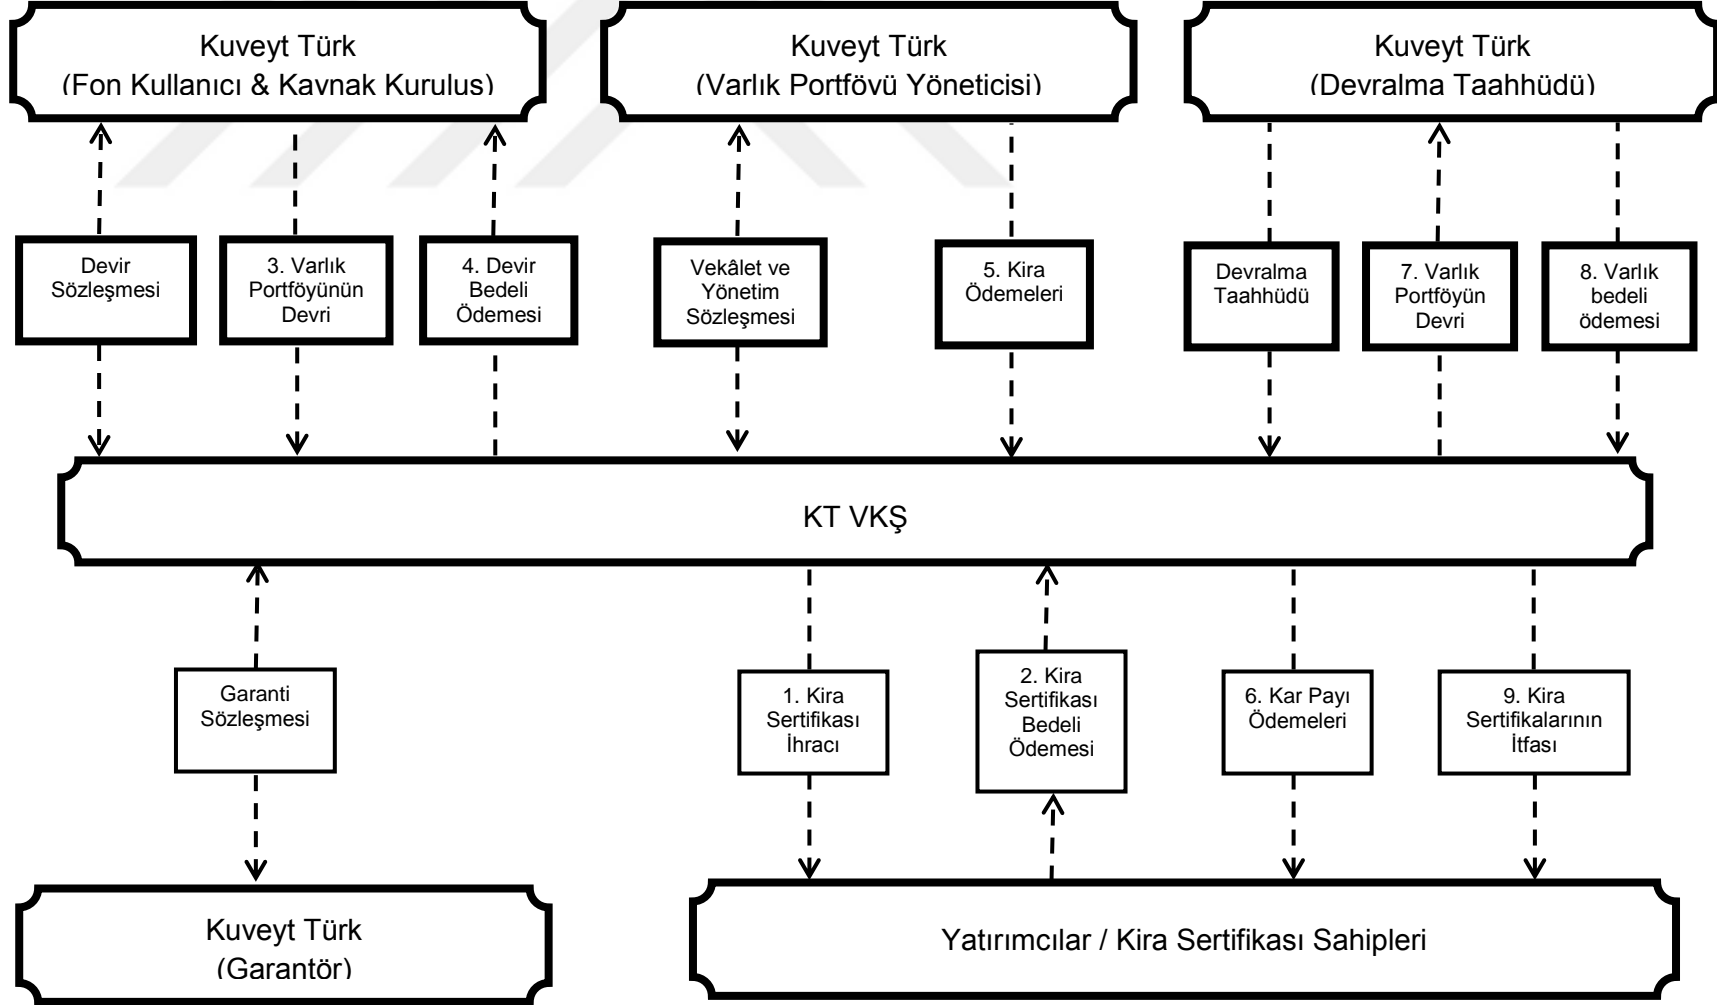 Kuveyt Türk
(Fon Kullanıcı & Kaynak Kuruluş)
Kuveyt Türk
(Varlık Portföyü Yöneticisi)
Kuveyt Türk
(Devralma Taahhüdü)
Devir
Sözleşmesi
3. Varlık
Portföyünün
Devri
4. Devir
Bedeli
Ödemesi
Vekâlet ve
Yönetim
Sözleşmesi
5. Kira
Ödemeleri
Devralma
Taahhüdü
7. Varlık
Portföyün
Devri
8. Varlık
bedeli
ödemesi
KT VKŞ
Garanti
Sözleşmesi
1. Kira
Sertifikası
İhracı
2. Kira
Sertifikası
Bedeli
Ödemesi
6. Kar Payı
Ödemeleri
9. Kira
Sertifikalarının
İtfası
Kuveyt Türk
(Garantör)
Yatırımcılar / Kira Sertifikası Sahipleri